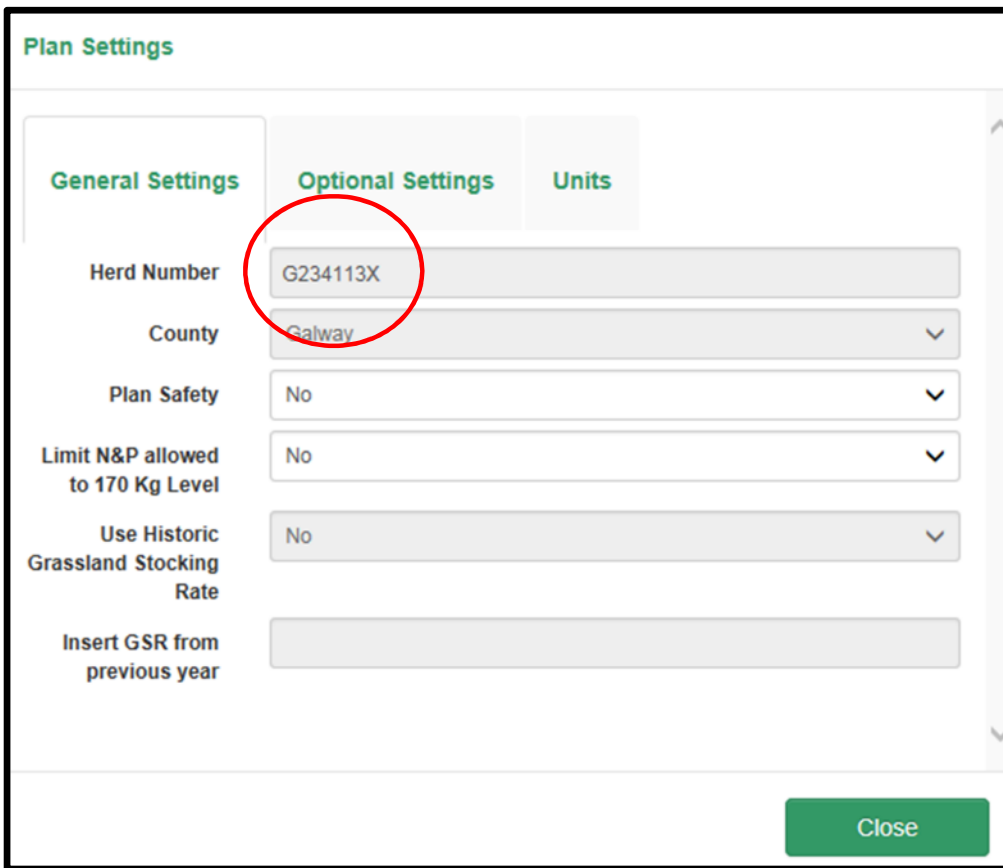 Plan Settings
General Settings Optional Settings Units
Herd Number G234113X
County Galway
Plan Safety No
Limit N&P allowed No
to 170 Kg Level
Use Historic No
Grassland Stocking
Rate
Insert GSR from
previous year
Close